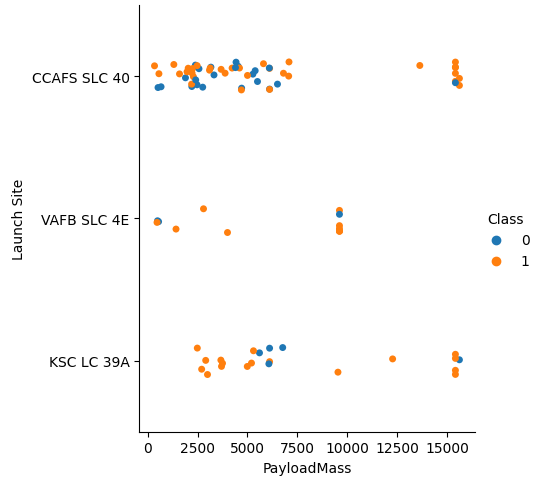 CCAFS SLC 40
VAFB SLC 4E
KSC LC 39A
Launch Site
0 2500 5000 7500 10000 12500 15000
PayloadMass
Class
0
1